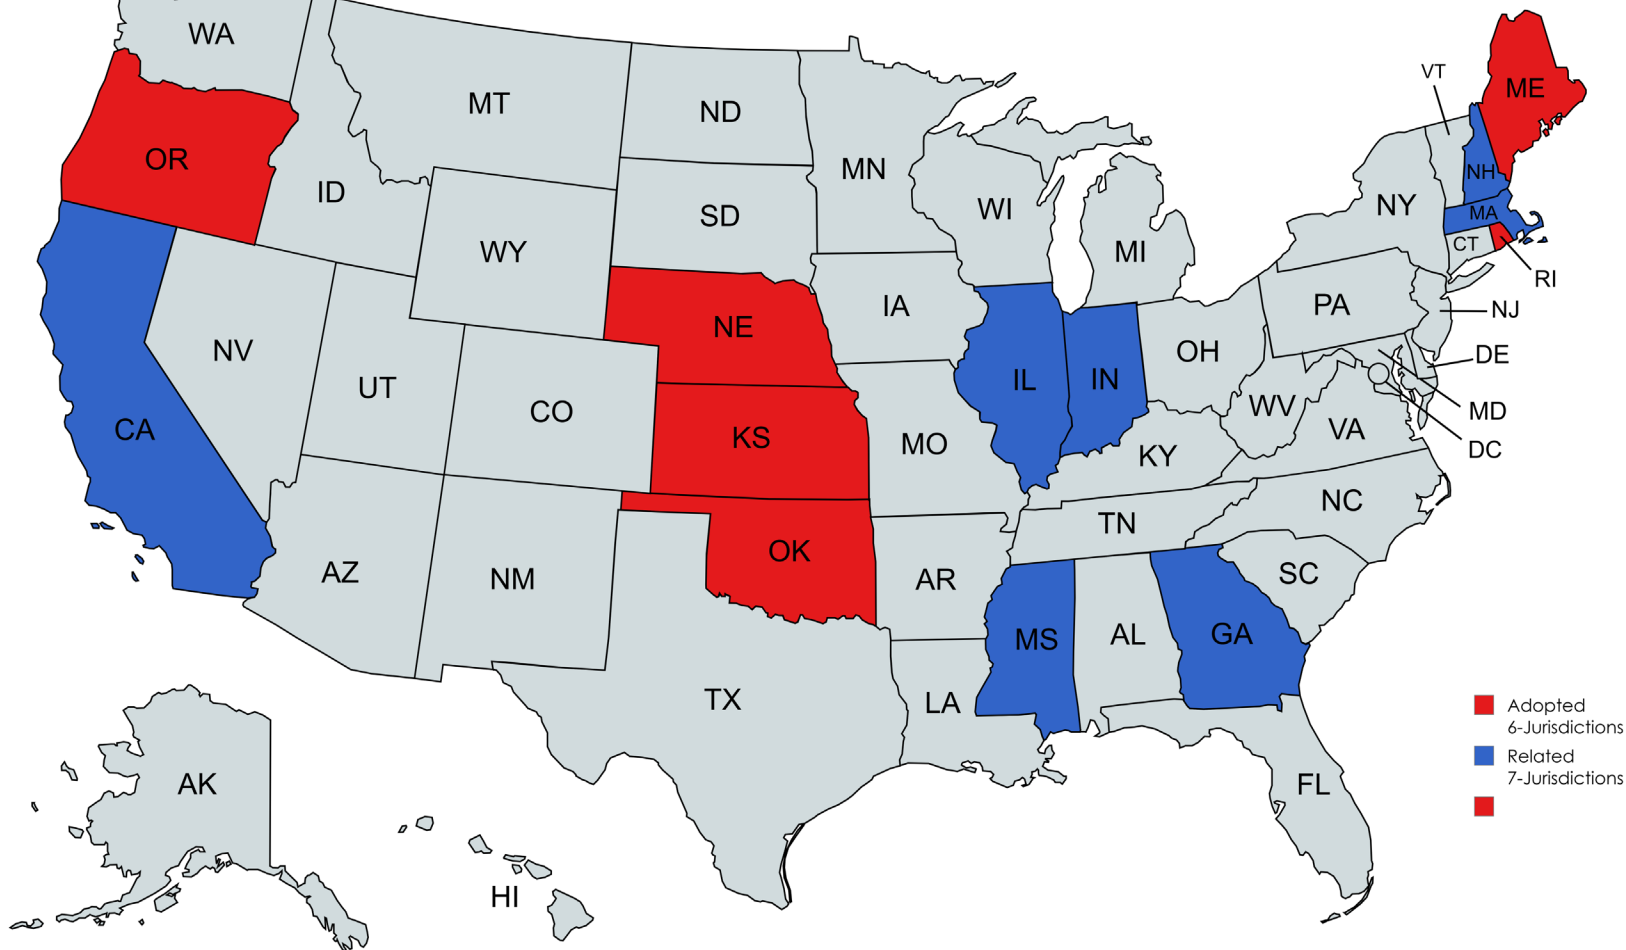 WA
MT
ND
MN
VT
ME
OR
ID
SD
WI
NH
NY
MA
WY
MI
CT
RI
IA
PA
NJ
NE
NV
OH
DE
UT
CO
IL
IN
WV
MD
CA
KS
MO
VA
DC
KY
NC
TN
AZ
NM
OK
AR
SC
MS
AL
GA
TX
LA
Adopted
6-Jurisdictions
Related
7-Jurisdictions
AK
FL
HI